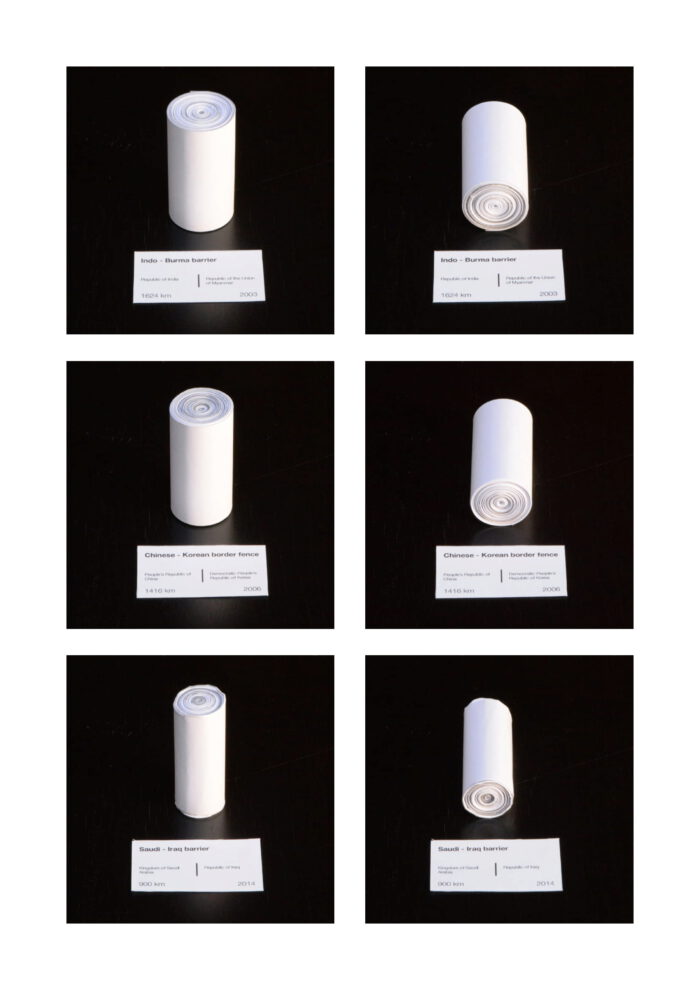 Indo - Burma barrier
Republic of India | Republic of the Union
of Myanmar
1624 km 2003
Indo - Burma barrier
Republic of India | Republic of the Union
of Myanmar
1624 km 2003
Chinese - Korean border fence
People's Republic of | Democratic People's
China Republic of Korea
1416 km 2006
Chinese - Korean border fence
People's Republic of | Democratic People's
China Republic of Korea
1416 km 2006
Saudi - Iraq barrier
Kingdom of Saudi | Republic of Iraq
Arabia
900 km 2014
Saudi - Iraq barrier
Kingdom of Saudi | Republic of Iraq
Arabia
900 km 2014